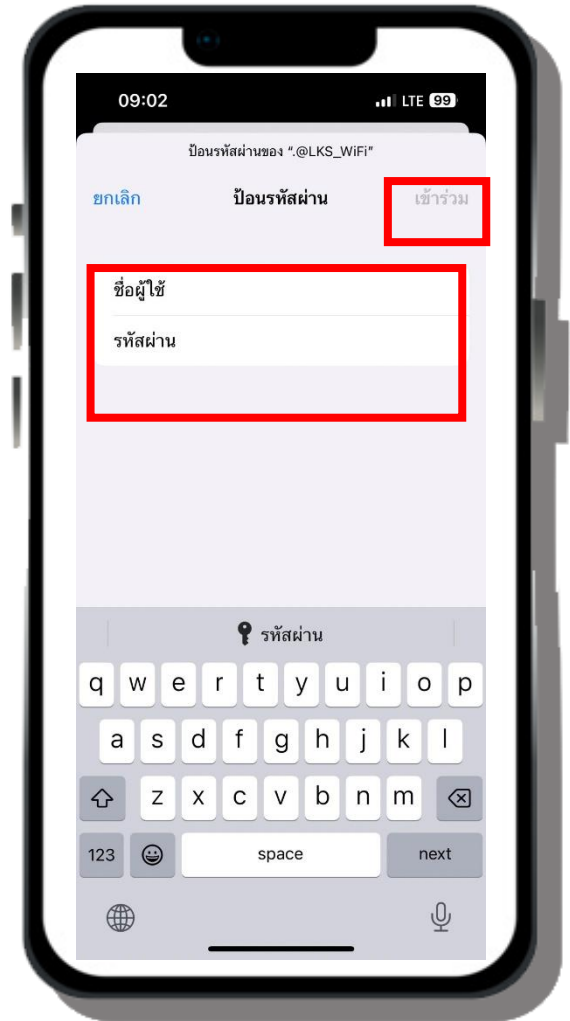 09:02 LTE 99
ป้อนรหัสผ่านของ “.@LKS_WiFi”
ยกเลิก ป้อนรหัสผ่าน เข้าร่วม
ชื่อผู้ใช้
รหัสผ่าน
รหัสผ่าน
q w e r t y u i o p
a s d f g h j k l
z x c v b n m
123 space next